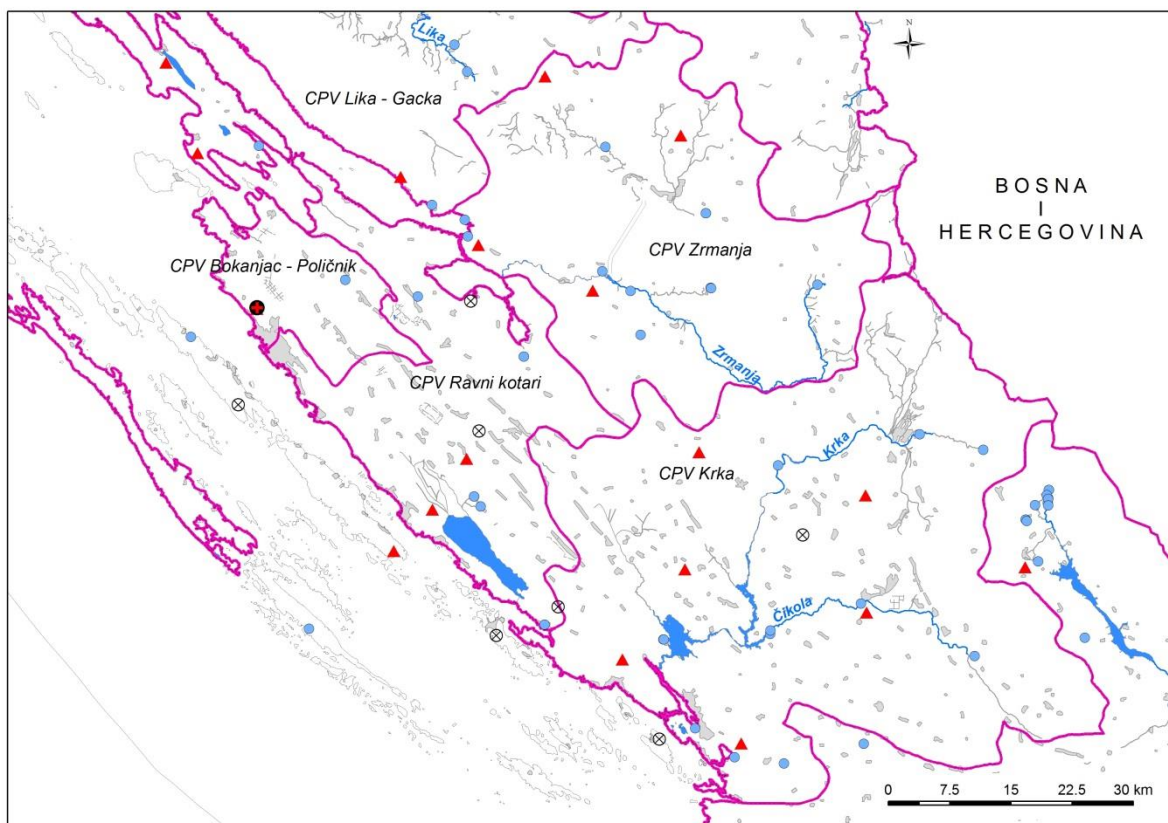 N
Lika
CPV Lika - Gacka
BOSNA
I
HERCEGOVINA
CPV Zrmanja
CPV Bokanjac - Poličnik
Zrmanja
CPV Ravni kotari
Krka
CPV Krka
Čikola
0 7.5 15 22.5 30 km